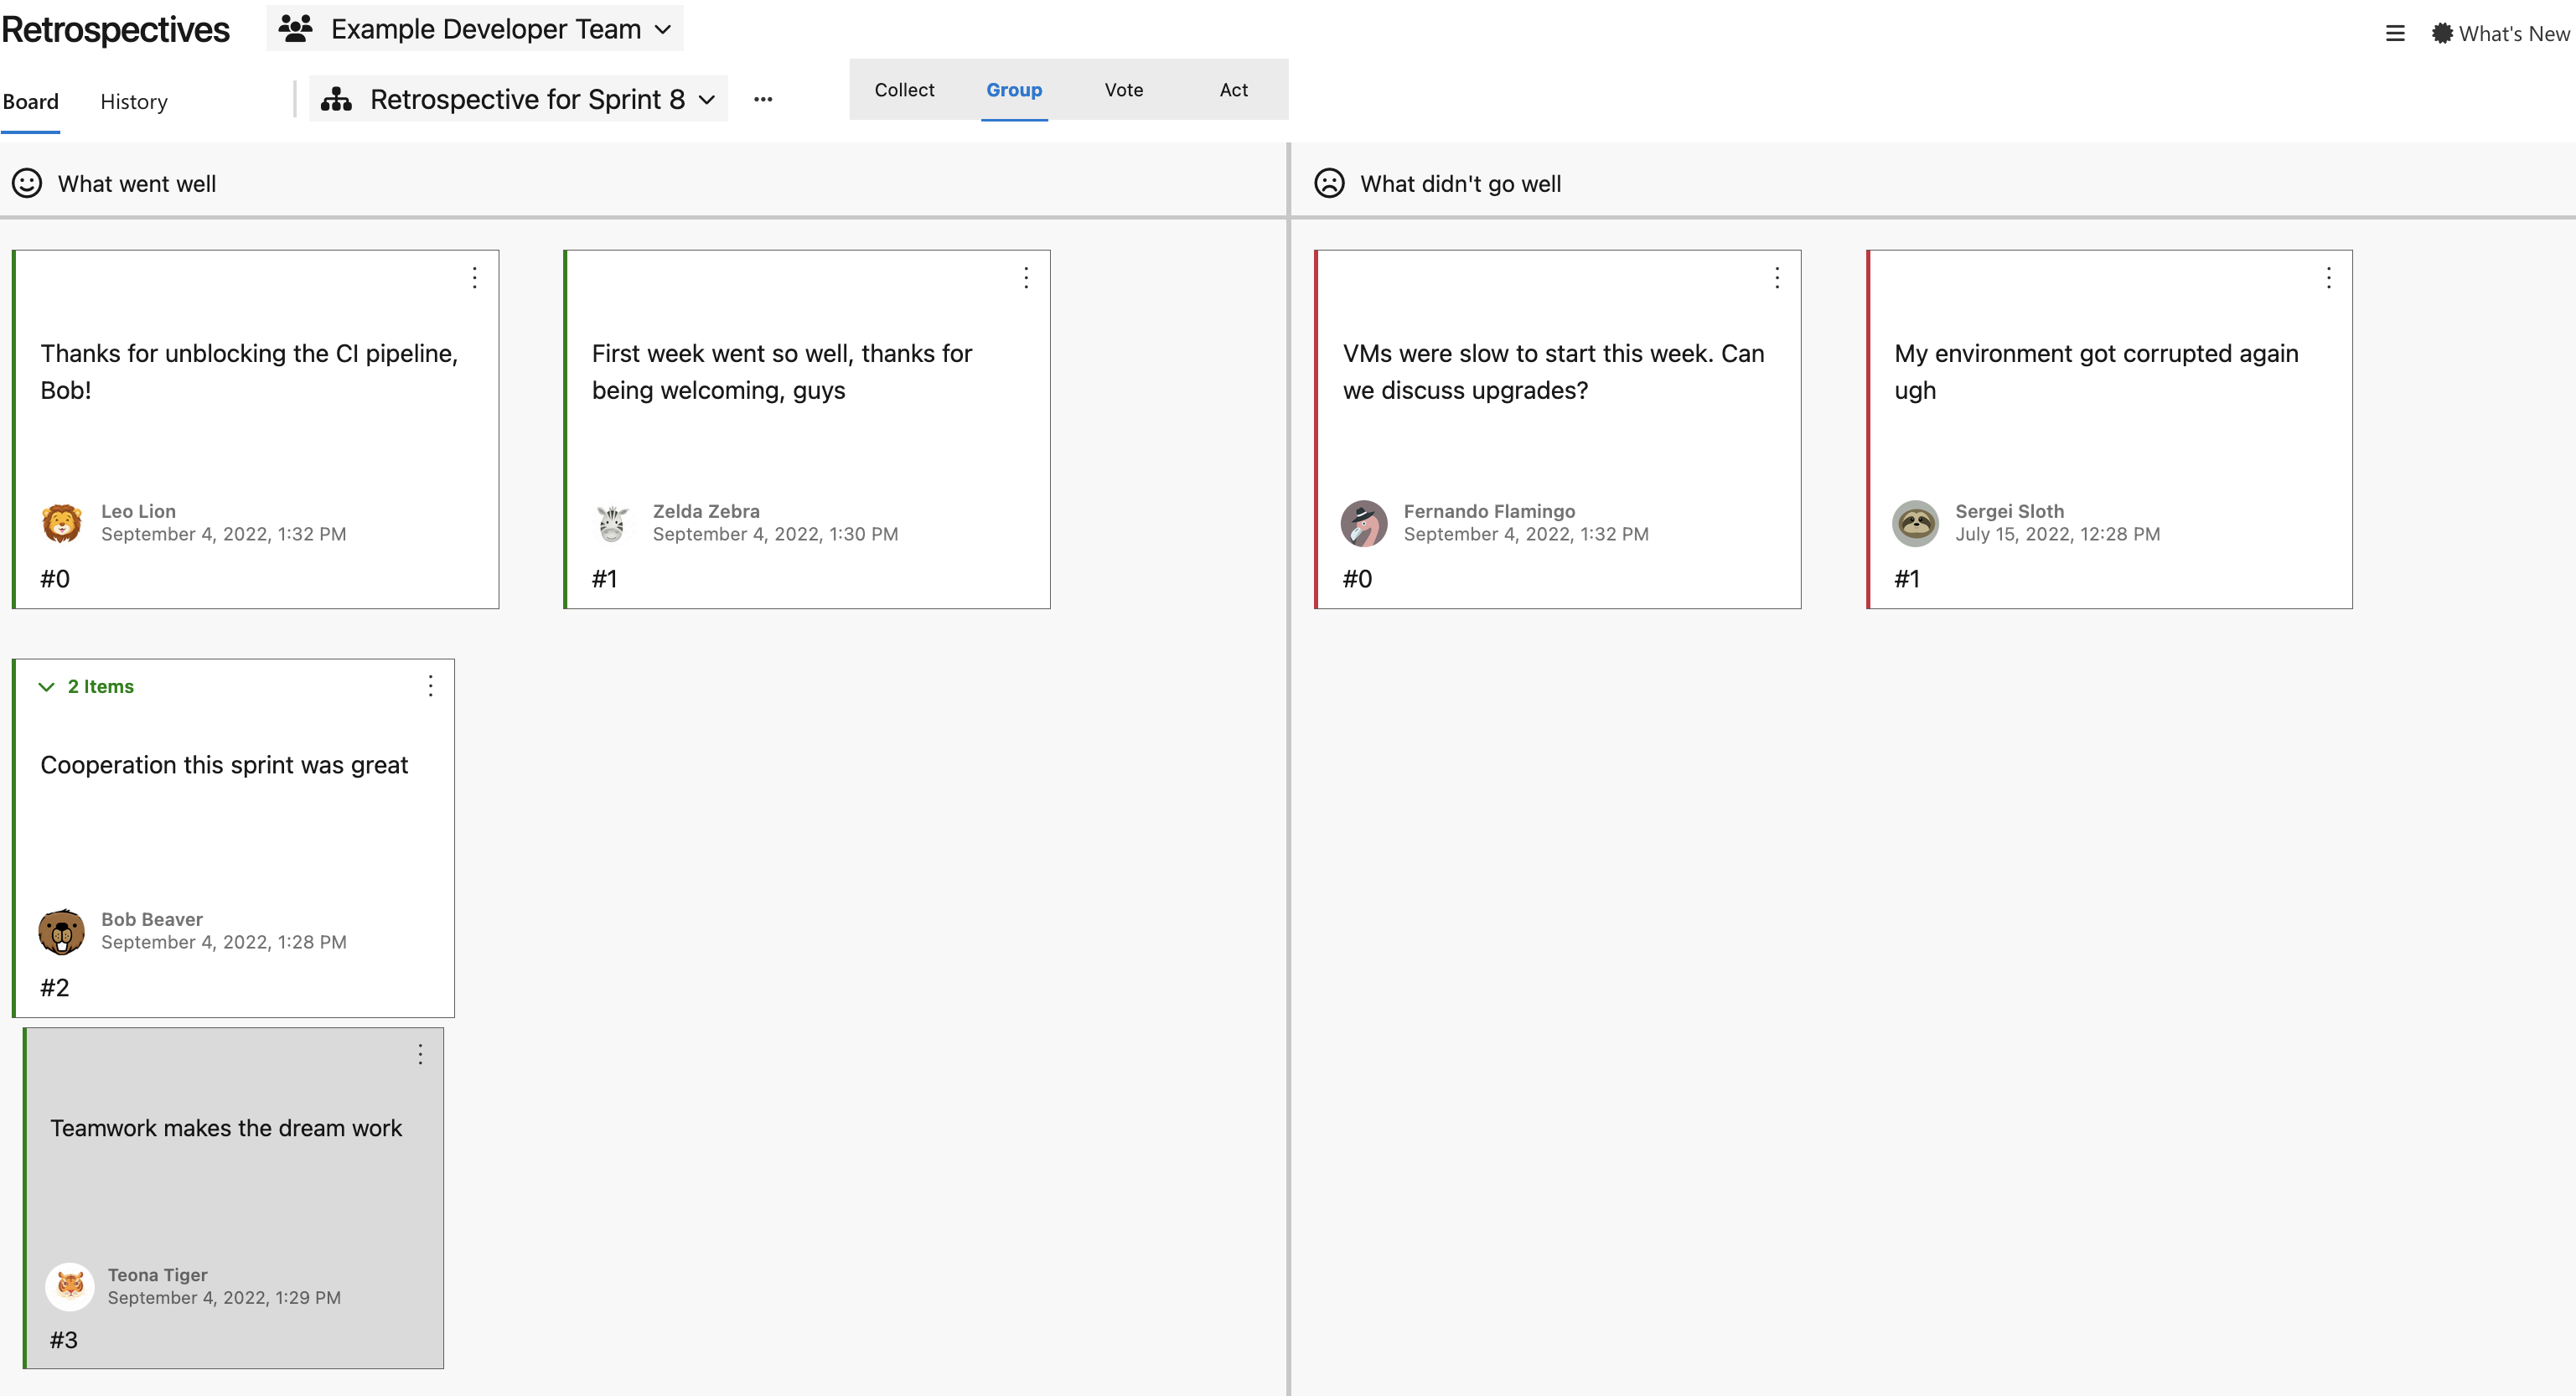 Retrospectives
Example Developer Team
What's New
Board
History
Retrospective for Sprint 8
Collect
Group
Vote
Act
What went well
Thanks for unblocking the CI pipeline,
Bob!
Leo Lion
September 4, 2022, 1:32 PM
#0
First week went so well, thanks for
being welcoming, guys
Zelda Zebra
September 4, 2022, 1:30 PM
#1
2 Items
Cooperation this sprint was great
Bob Beaver
September 4, 2022, 1:28 PM
#2
Teamwork makes the dream work
Teona Tiger
September 4, 2022, 1:29 PM
#3
What didn't go well
VMs were slow to start this week. Can
we discuss upgrades?
Fernando Flamingo
September 4, 2022, 1:32 PM
#0
My environment got corrupted again
ugh
Sergei Sloth
July 15, 2022, 12:28 PM
#1